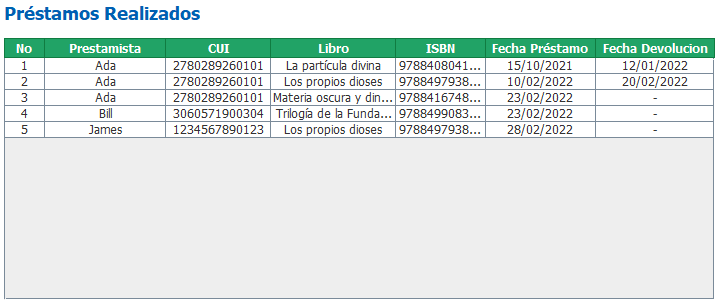 Préstamos Realizados
No Prestamista CUI Libro ISBN Fecha Préstamo Fecha Devolucion
1 Ada 2780289260101 La partícula divina 9788408041... 15/10/2021 12/01/2022
2 Ada 2780289260101 Los propios dioses 9788497938... 10/02/2022 20/02/2022
3 Ada 2780289260101 Materia oscura y din... 9788416748... 23/02/2022 -
4 Bill 3060571900304 Trilogía de la Funda... 9788499083... 23/02/2022 -
5 James 1234567890123 Los propios dioses 9788497938... 28/02/2022 -